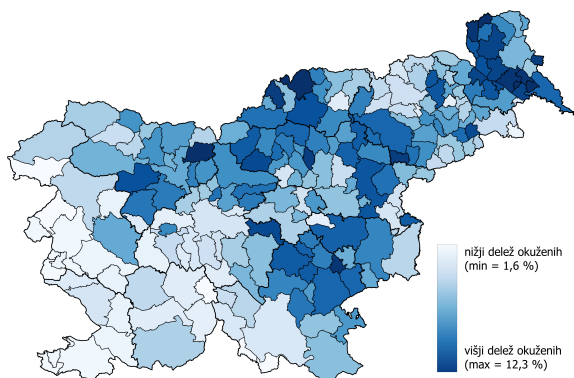 nižji delež okuženih
(min = 1,6 %)
višji delež okuženih
(max = 12,3 %)